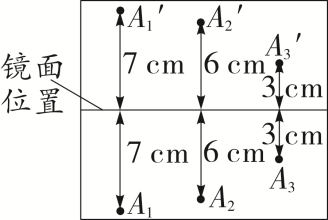 A₁′ A₂′ A₃′
7 cm 6 cm 3 cm
镜面
位置
7 cm 6 cm 3 cm
A₁ A₂ A₃